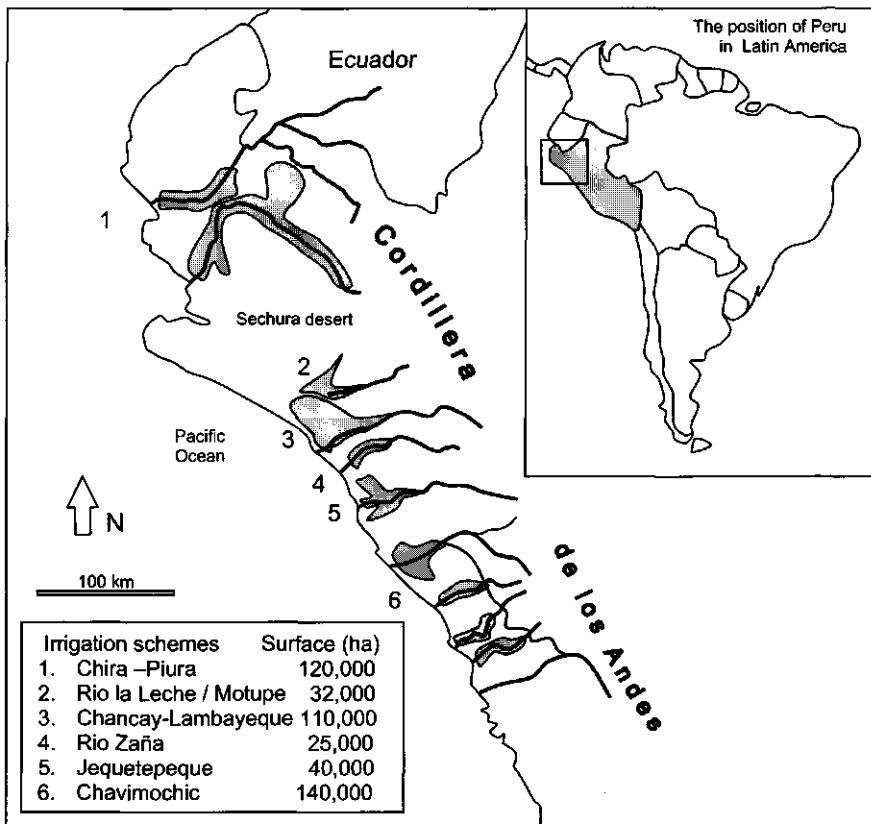 The position of Peru
in Latin America
Ecuador
1
Cordillera
Sechura desert
2
Pacific
Ocean
3
4
5
N
100 km
6
de los Andes
Irrigation schemes Surface (ha)
1. Chira –Piura 120,000
2. Rio la Leche / Motupe 32,000
3. Chancay-Lambayeque 110,000
4. Rio Zaña 25,000
5. Jequetepeque 40,000
6. Chavimochic 140,000